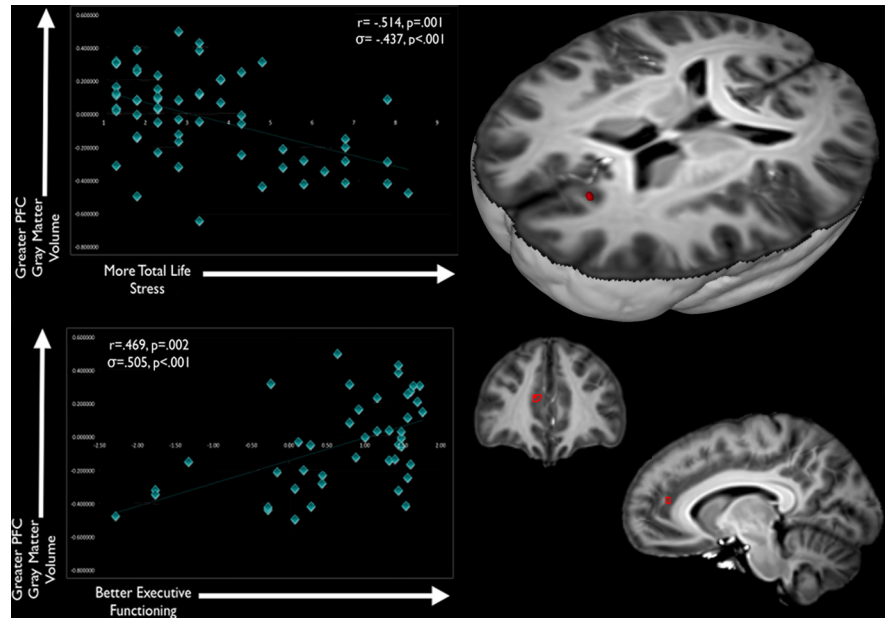 0.600000
r= -.514, p=.001
σ= -.437, p<.001
0.400000
0.200000
0.000000
1 2 3 4 5 6 7 8 9
-0.200000
-0.400000
-0.600000
-0.800000
Greater PFC
Gray Matter
Volume
More Total Life
Stress
0.600000
r=.469, p=.002
σ=.505, p<.001
0.400000
0.200000
0.000000
-2.50 -2.00 -1.50 -1.00 -0.50 0.00 0.50 1.00 1.50 2.00
-0.200000
-0.400000
-0.600000
-0.800000
Greater PFC
Gray Matter
Volume
Better Executive
Functioning